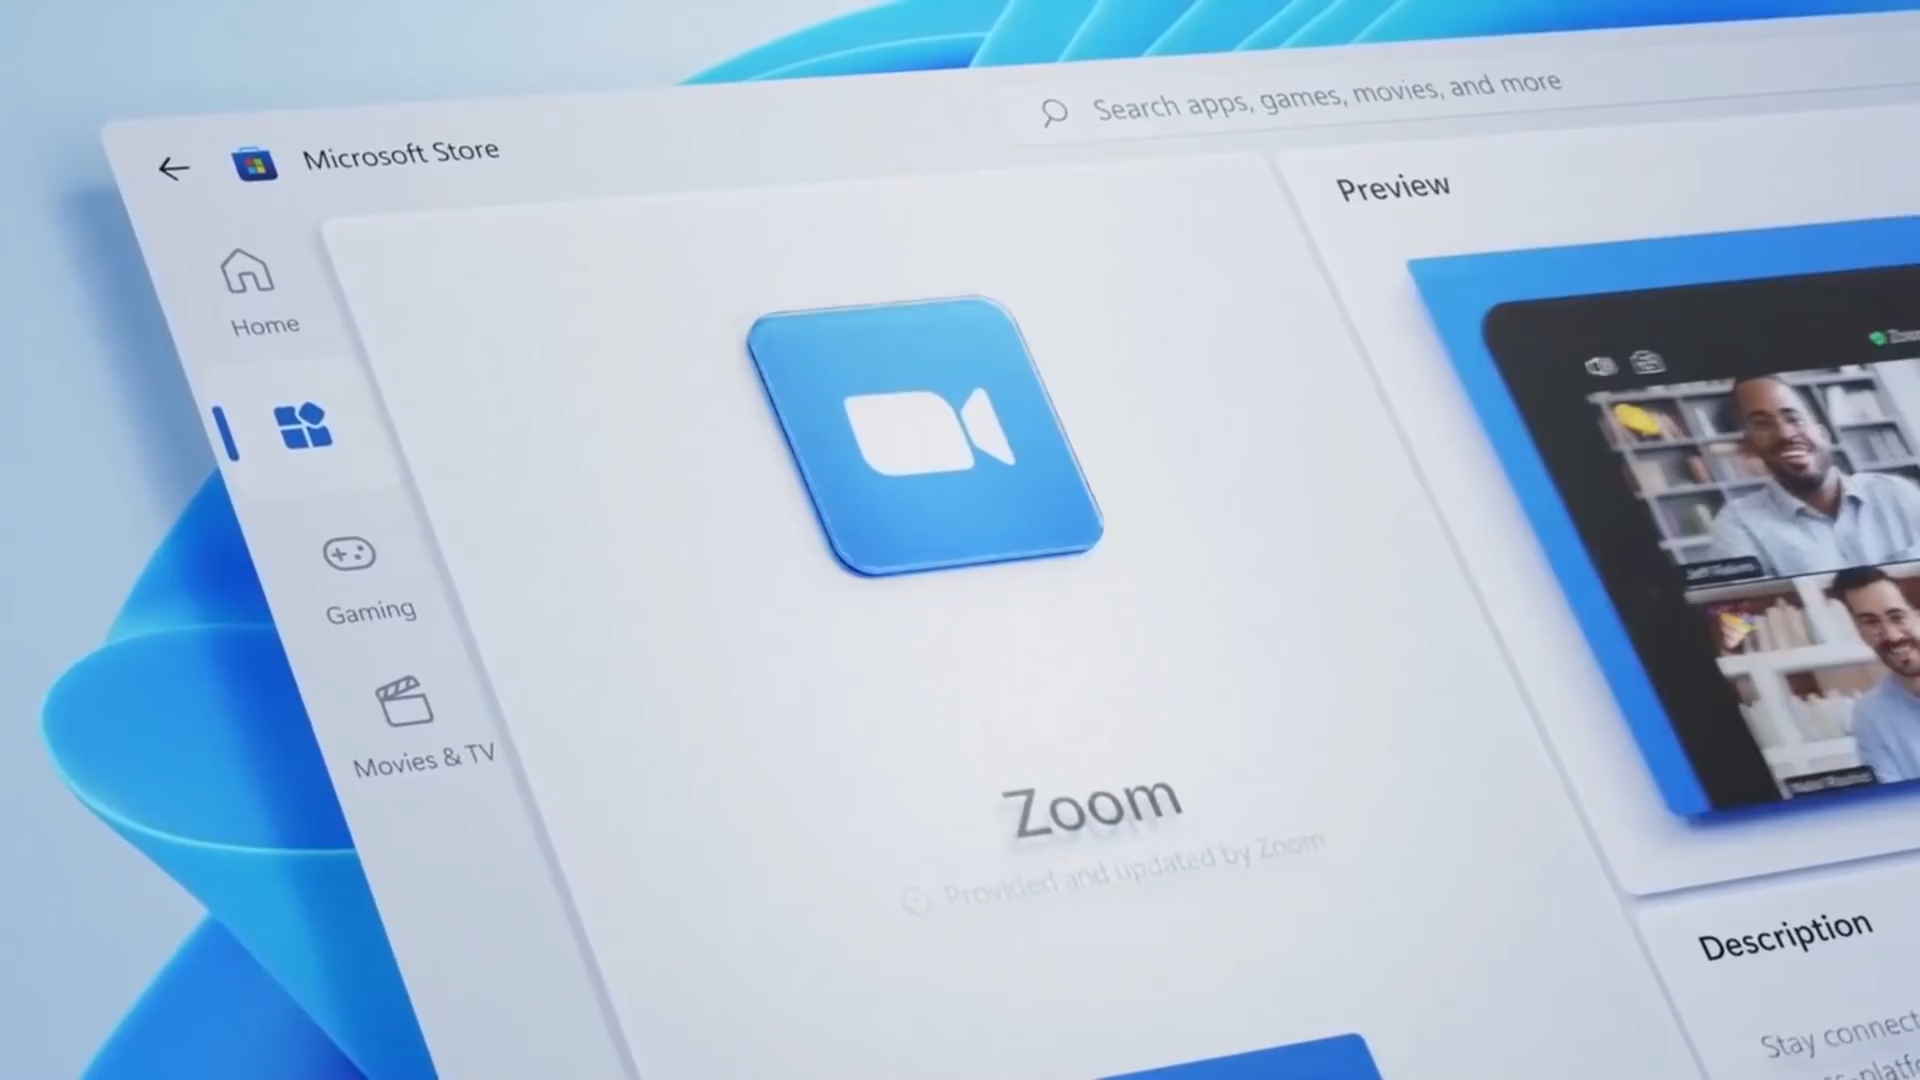 Microsoft Store
Search apps, games, movies, and more
Home
Gaming
Movies & TV
Zoom
Provided and updated by Zoom
Preview
Description
Stay connect